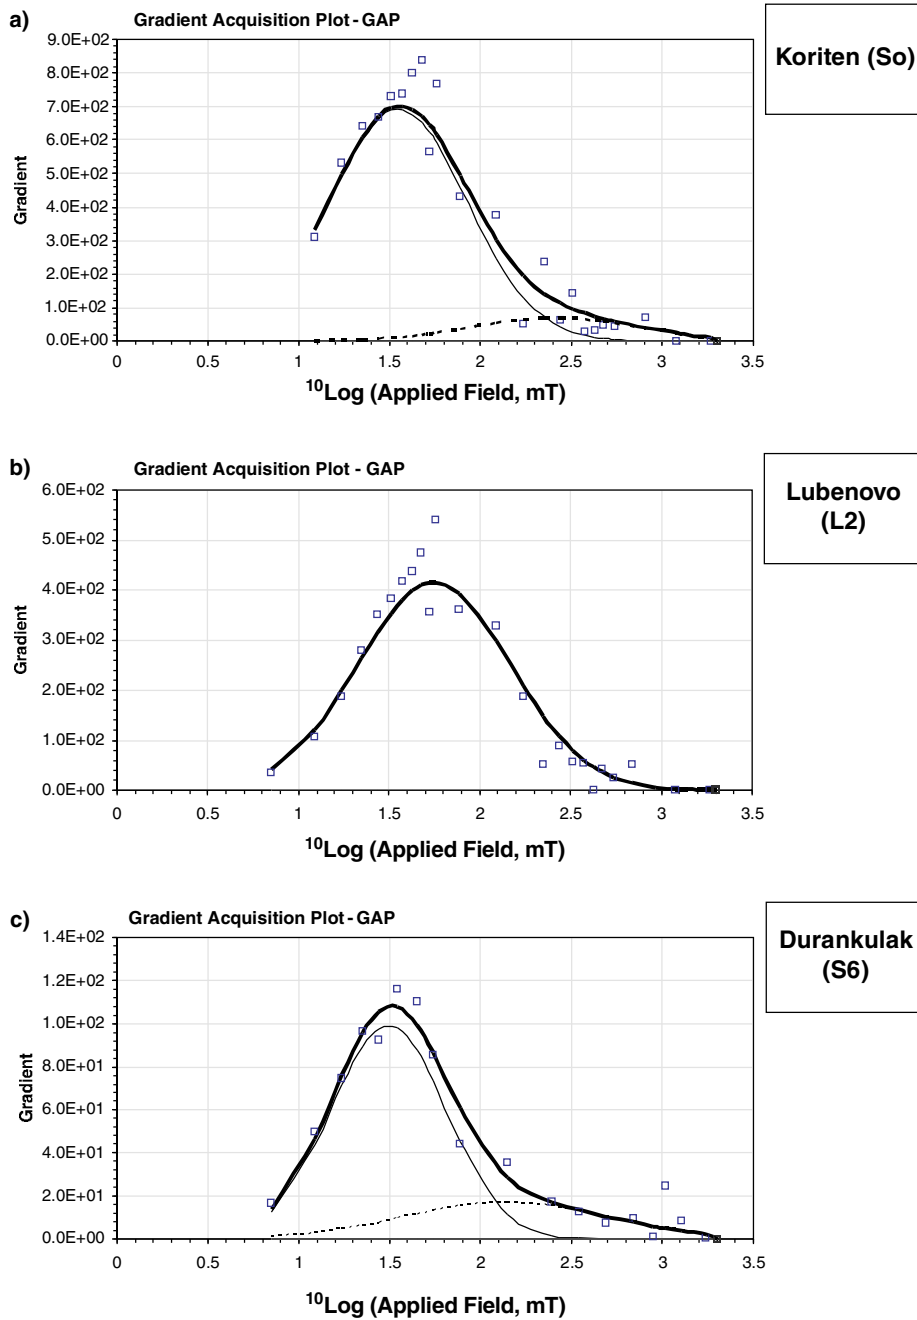 a)
Gradient Acquisition Plot - GAP
Koriten (So)
9.0E+02
8.0E+02
7.0E+02
6.0E+02
5.0E+02
4.0E+02
3.0E+02
2.0E+02
1.0E+02
0.0E+00
Gradient
0 0.5 1 1.5 2 2.5 3 3.5
10Log (Applied Field, mT)
b)
Gradient Acquisition Plot - GAP
Lubenovo
(L2)
6.0E+02
5.0E+02
4.0E+02
3.0E+02
2.0E+02
1.0E+02
0.0E+00
Gradient
0 0.5 1 1.5 2 2.5 3 3.5
10Log (Applied Field, mT)
c)
Gradient Acquisition Plot - GAP
Durankulak
(S6)
1.4E+02
1.2E+02
1.0E+02
8.0E+01
6.0E+01
4.0E+01
2.0E+01
0.0E+00
Gradient
0 0.5 1 1.5 2 2.5 3 3.5
10Log (Applied Field, mT)